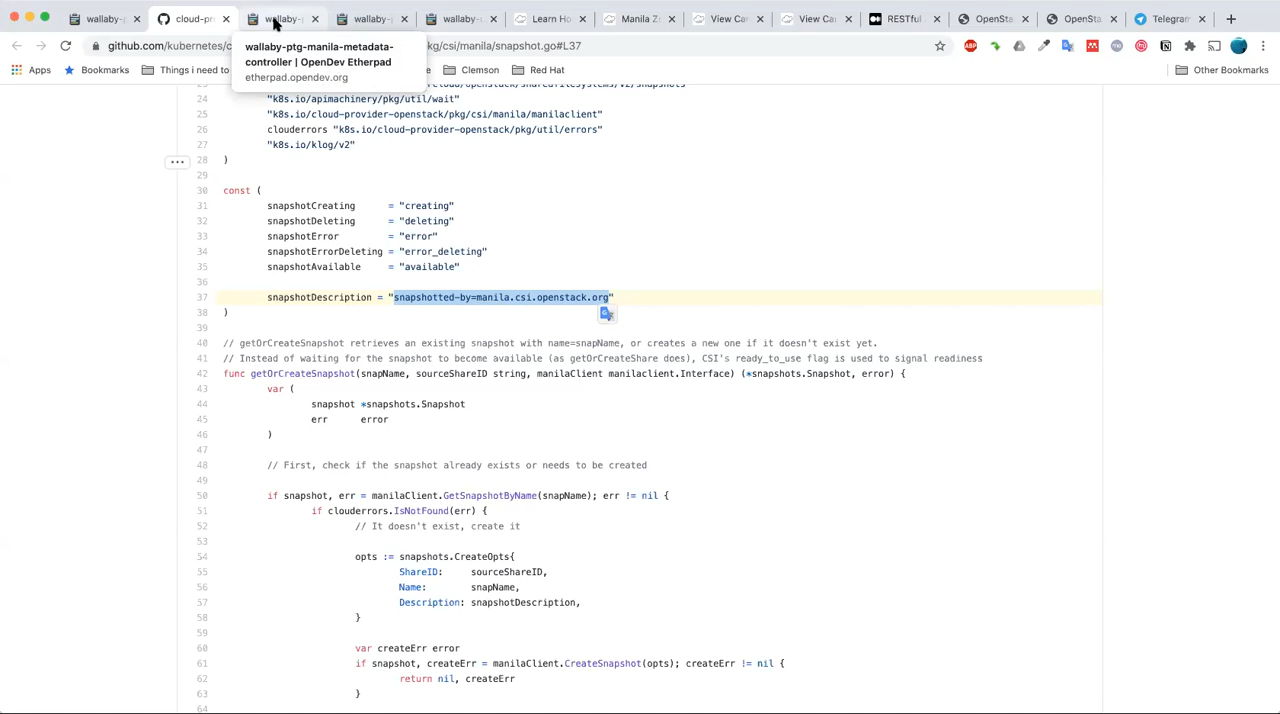 wallaby-p
cloud-pro
wallaby-p
wallaby-p
wallaby-c
Learn Ho
Manila Z
View Ca
View Ca
RESTful
OpenSta
OpenSta
Telegram
github.com/kubernetes/c
kg/csi/manila/snapshot.go#L37
ABP
Apps
Bookmarks
Things i need to
Clemson
Red Hat
Other Bookmarks
wallaby-ptg-manila-metadata-
controller | OpenDev Etherpad
etherpad.opendev.org
24 "k8s.io/apimachinery/pkg/util/wait"
25 "k8s.io/cloud-provider-openstack/pkg/csi/manila/manilaclient"
26 clouderrors "k8s.io/cloud-provider-openstack/pkg/util/errors"
27 "k8s.io/klog/v2"
28 )
29
30 const (
31 snapshotCreating = "creating"
32 snapshotDeleting = "deleting"
33 snapshotError = "error"
34 snapshotErrorDeleting = "error_deleting"
35 snapshotAvailable = "available"
36
37 snapshotDescription = "snapshotted-by=manila.csi.openstack.org"
38 )
39
40 // getOrCreateSnapshot retrieves an existing snapshot with name=snapName, or creates a new one if it doesn't exist yet.
41 // Instead of waiting for the snapshot to become available (as getOrCreateShare does), CSI's ready_to_use flag is used to signal readiness
42 func getOrCreateSnapshot(snapName, sourceShareID string, manilaClient manilaclient.Interface) (*snapshots.Snapshot, error) {
43 var (
44 snapshot *snapshots.Snapshot
45 err error
46 )
47
48 // First, check if the snapshot already exists or needs to be created
49
50 if snapshot, err = manilaClient.GetSnapshotByName(snapName); err != nil {
51 if clouderrors.IsNotFound(err) {
52 // It doesn't exist, create it
53
54 opts := snapshots.CreateOpts{
55 ShareID: sourceShareID,
56 Name: snapName,
57 Description: snapshotDescription,
58 }
59
60 var createErr error
61 if snapshot, createErr = manilaClient.CreateSnapshot(opts); createErr != nil {
62 return nil, createErr
63 }
64